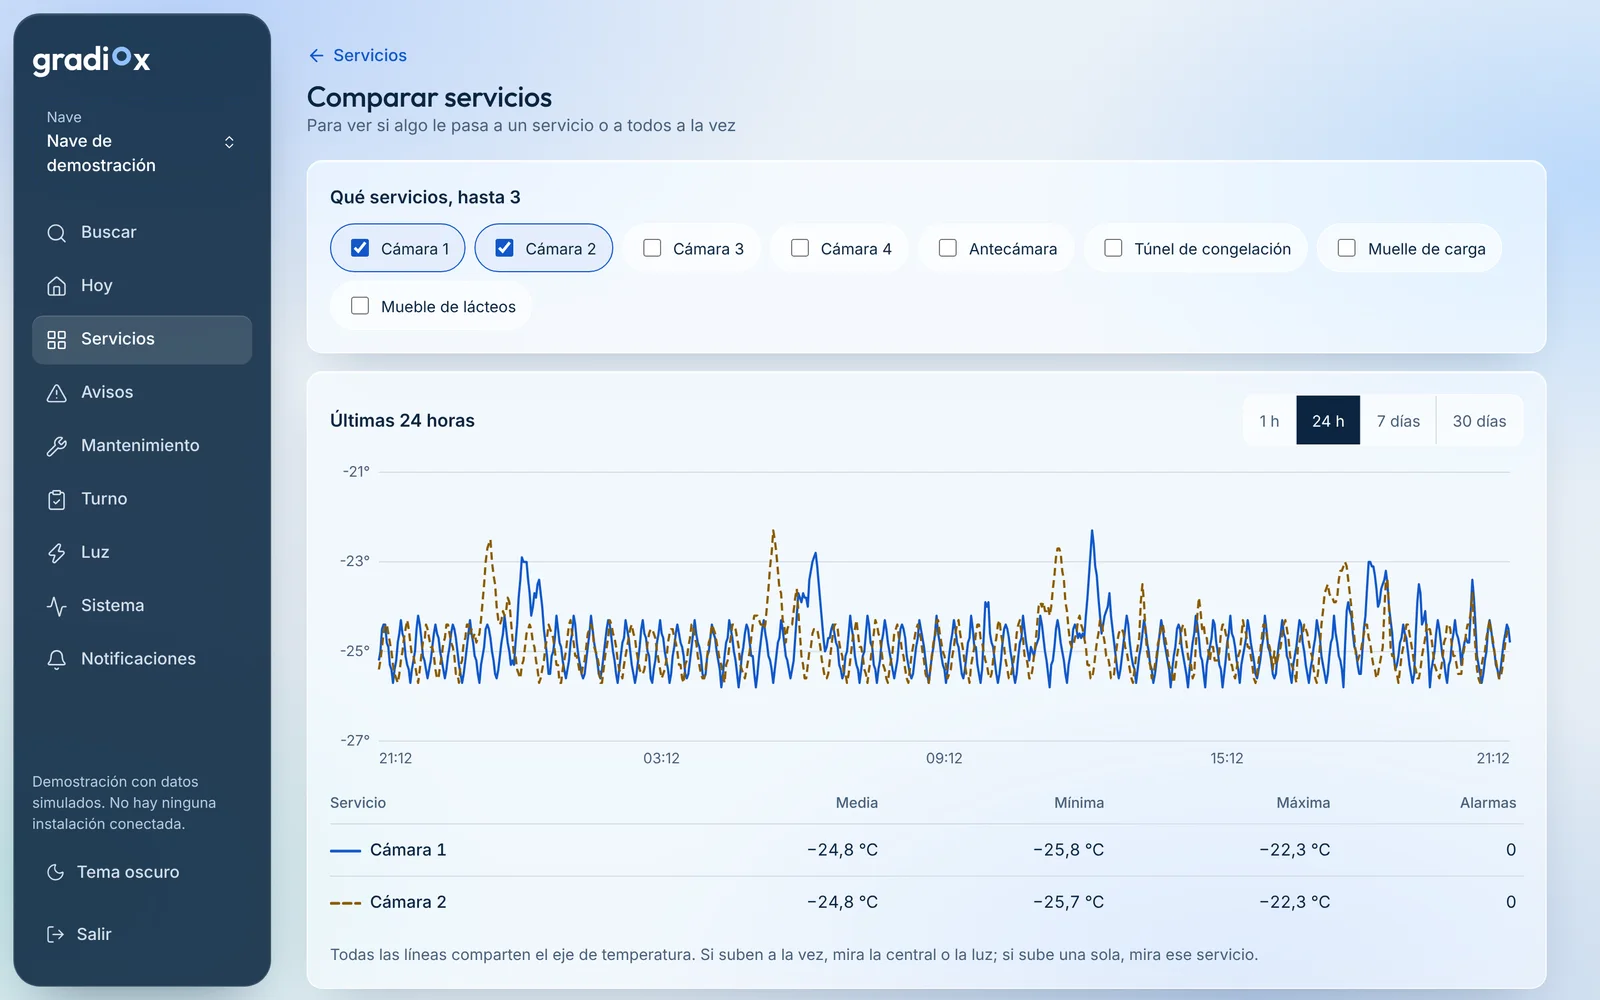 gradiox
Nave
Nave de
demostración
Buscar
Hoy
Servicios
Avisos
Mantenimiento
Turno
Luz
Sistema
Notificaciones
Demostración con datos
simulados. No hay ninguna
instalación conectada.
Tema oscuro
Salir
← Servicios
Comparar servicios
Para ver si algo le pasa a un servicio o a todos a la vez
Qué servicios, hasta 3
Cámara 1 Cámara 2 Cámara 3 Cámara 4 Antecámara Túnel de congelación Muelle de carga
Mueble de lácteos
Últimas 24 horas 1 h 24 h 7 días 30 días
-21°
-23°
-25°
-27°
21:12 03:12 09:12 15:12 21:12
Servicio Media Mínima Máxima Alarmas
Cámara 1 −24,8 °C −25,8 °C −22,3 °C 0
Cámara 2 −24,8 °C −25,7 °C −22,3 °C 0
Todas las líneas comparten el eje de temperatura. Si suben a la vez, mira la central o la luz; si sube una sola, mira ese servicio.